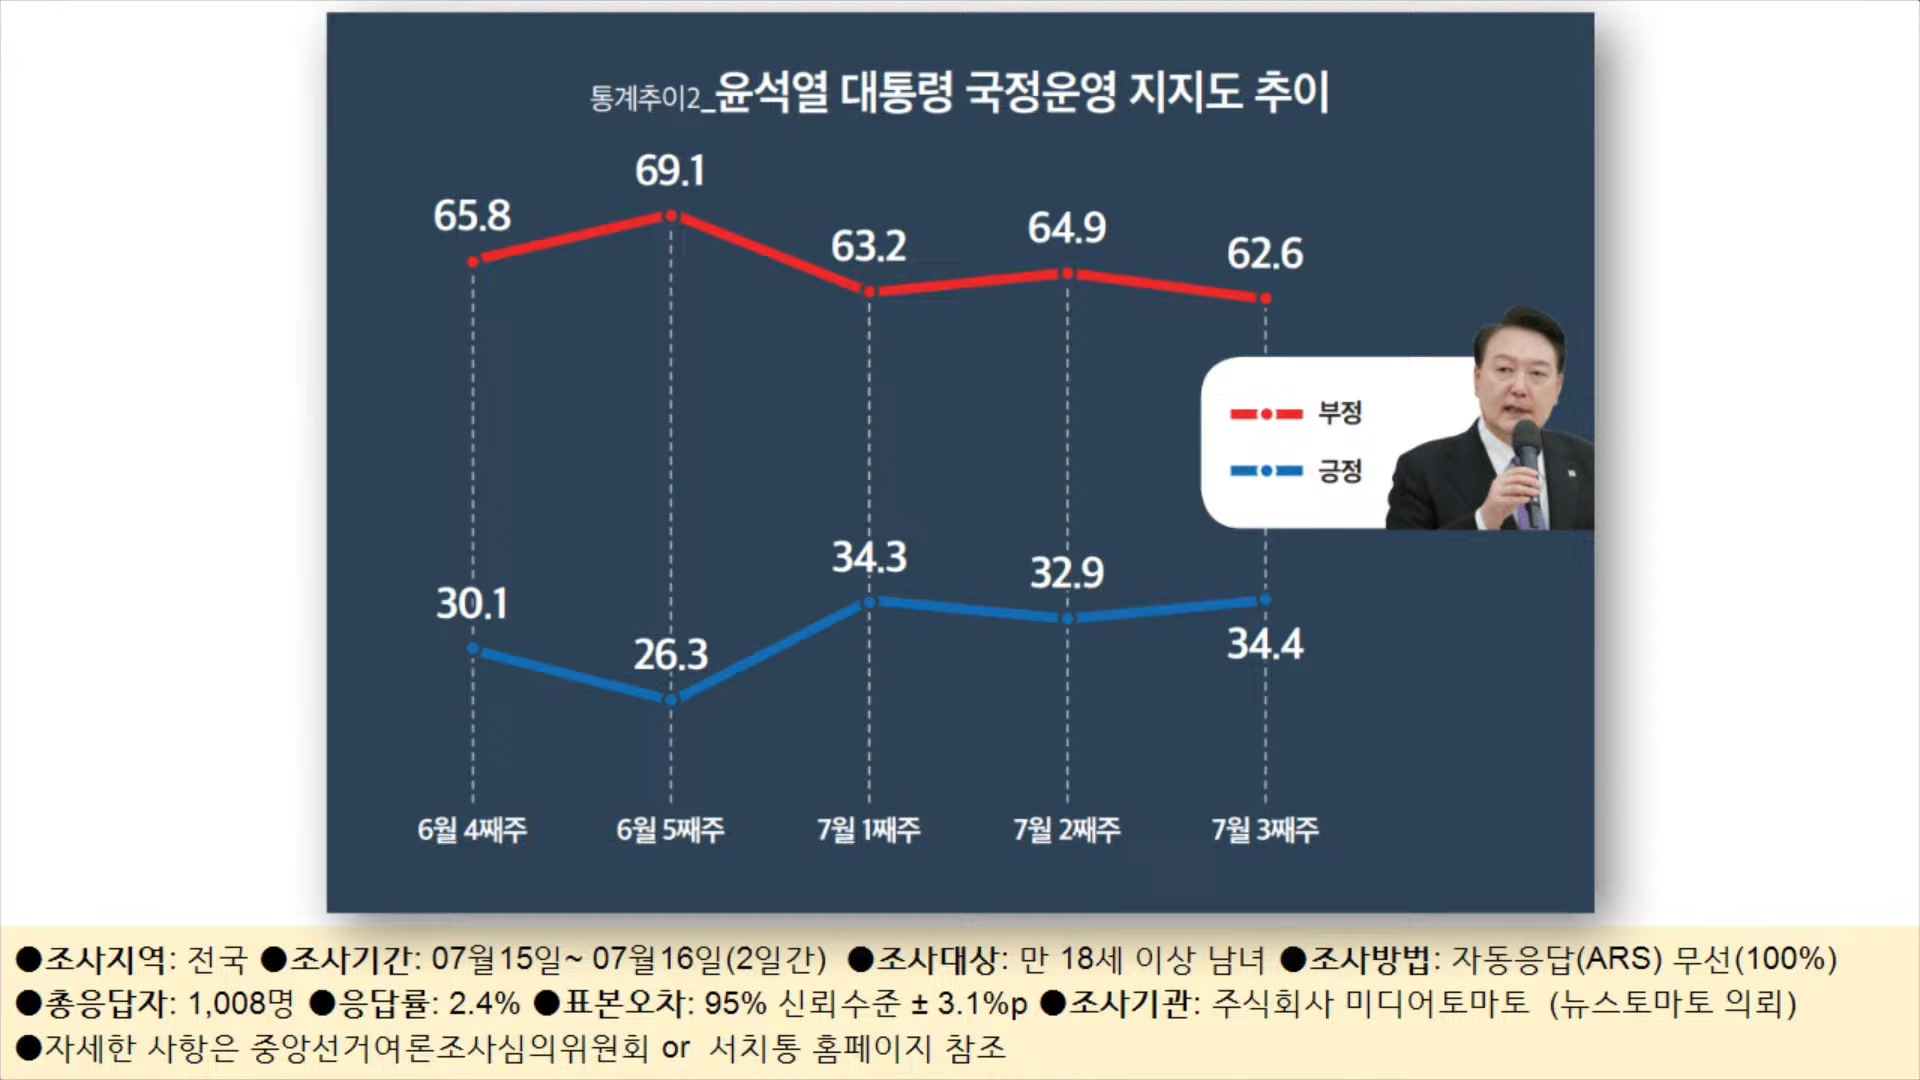 통계추이2_윤석열 대통령 국정운영 지지도 추이
65.8
69.1
63.2
64.9
62.6
부정
긍정
30.1
26.3
34.3
32.9
34.4
6월 4째주
6월 5째주
7월 1째주
7월 2째주
7월 3째주
●조사지역: 전국 ●조사기간: 07월15일~ 07월16일(2일간) ●조사대상: 만 18세 이상 남녀 ●조사방법: 자동응답(ARS) 무선(100%)
●총응답자: 1,008명 ●응답률: 2.4% ●표본오차: 95% 신뢰수준 ± 3.1%p ●조사기관: 주식회사 미디어토마토 (뉴스토마토 의뢰)
●자세한 사항은 중앙선거여론조사심의위원회 or 서치통 홈페이지 참조